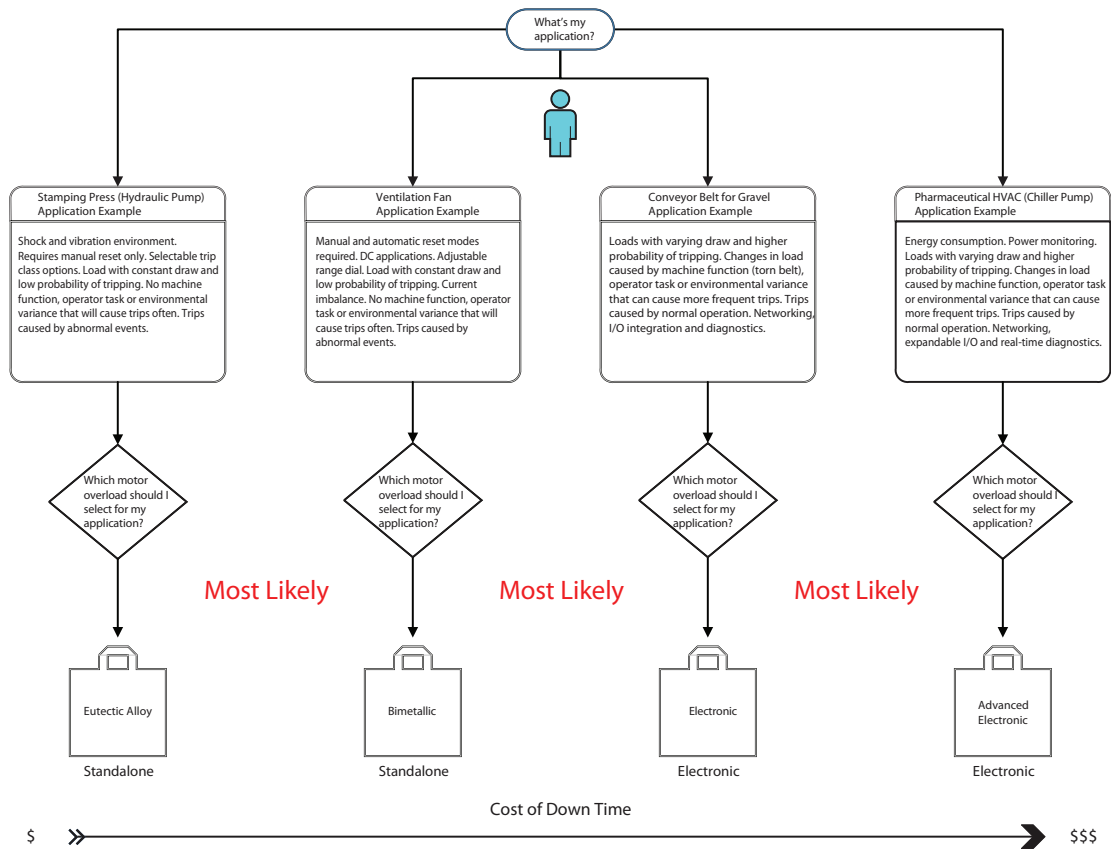 What's my
application?
Stamping Press (Hydraulic Pump)
Application Example
Shock and vibration environment.
Requires manual reset only. Selectable trip
class options. Load with constant draw and
low probability of tripping. No machine
function, operator task or environmental
variance that will cause trips often. Trips
caused by abnormal events.
Ventilation Fan
Application Example
Manual and automatic reset modes
required. DC applications. Adjustable
range dial. Load with constant draw and
low probability of tripping. Current
imbalance. No machine function, operator
task or environmental variance that will
cause trips often. Trips caused by
abnormal events.
Conveyor Belt for Gravel
Application Example
Loads with varying draw and higher
probability of tripping. Changes in load
caused by machine function (torn belt),
operator task or environmental variance
that can cause more frequent trips. Trips
caused by normal operation. Networking,
I/O integration and diagnostics.
Pharmaceutical HVAC (Chiller Pump)
Application Example
Energy consumption. Power monitoring.
Loads with varying draw and higher
probability of tripping. Changes in load
caused by machine function, operator task
or environmental variance that can cause
more frequent trips. Trips caused by
normal operation. Networking,
expandable I/O and real-time diagnostics.
Which motor
overload should I
select for my
application?
Which motor
overload should I
select for my
application?
Which motor
overload should I
select for my
application?
Which motor
overload should I
select for my
application?
Most Likely
Most Likely
Most Likely
Eutectic Alloy
Standalone
Bimetallic
Standalone
Electronic
Electronic
Advanced
Electronic
Electronic
Cost of Down Time
$
$$$